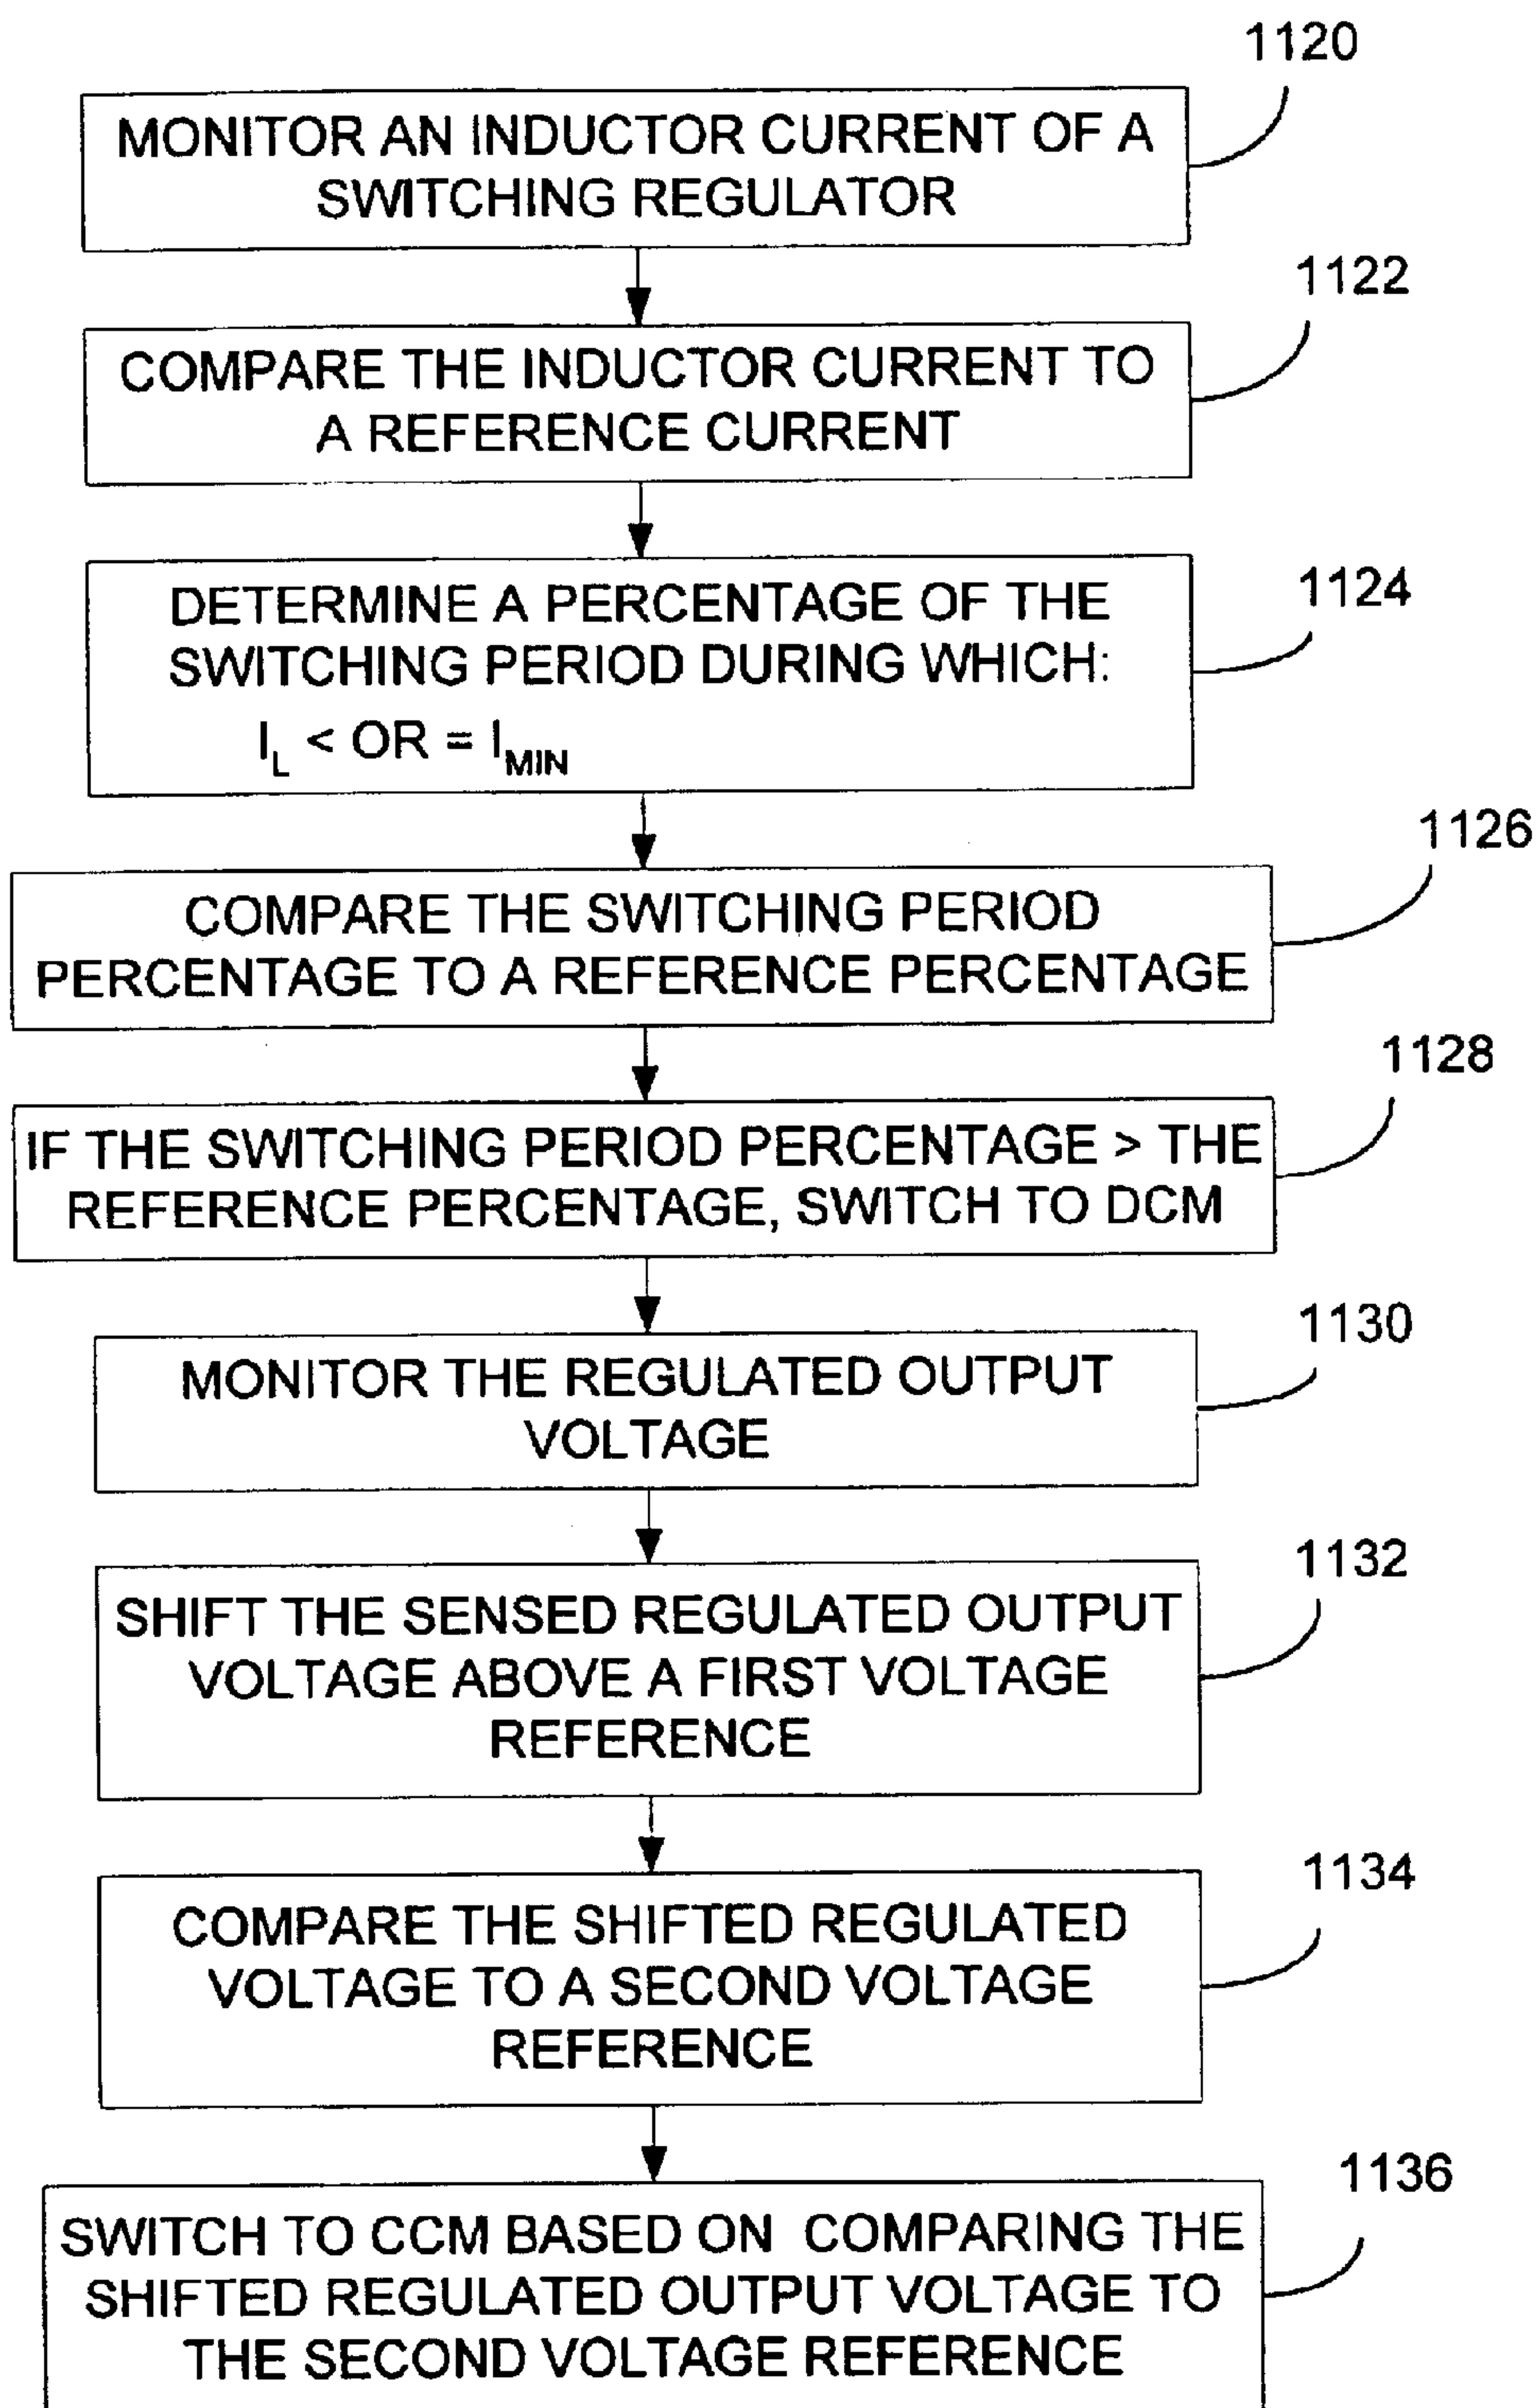 1120
MONITOR AN INDUCTOR CURRENT OF A
SWITCHING REGULATOR
1122
COMPARE THE INDUCTOR CURRENT TO
A REFERENCE CURRENT
1124
DETERMINE A PERCENTAGE OF THE
SWITCHING PERIOD DURING WHICH:
I_L < OR = I_MIN
1126
COMPARE THE SWITCHING PERIOD
PERCENTAGE TO A REFERENCE PERCENTAGE
1128
IF THE SWITCHING PERIOD PERCENTAGE > THE
REFERENCE PERCENTAGE, SWITCH TO DCM
1130
MONITOR THE REGULATED OUTPUT
VOLTAGE
1132
SHIFT THE SENSED REGULATED OUTPUT
VOLTAGE ABOVE A FIRST VOLTAGE
REFERENCE
1134
COMPARE THE SHIFTED REGULATED
VOLTAGE TO A SECOND VOLTAGE
REFERENCE
1136
SWITCH TO CCM BASED ON COMPARING THE
SHIFTED REGULATED OUTPUT VOLTAGE TO
THE SECOND VOLTAGE REFERENCE